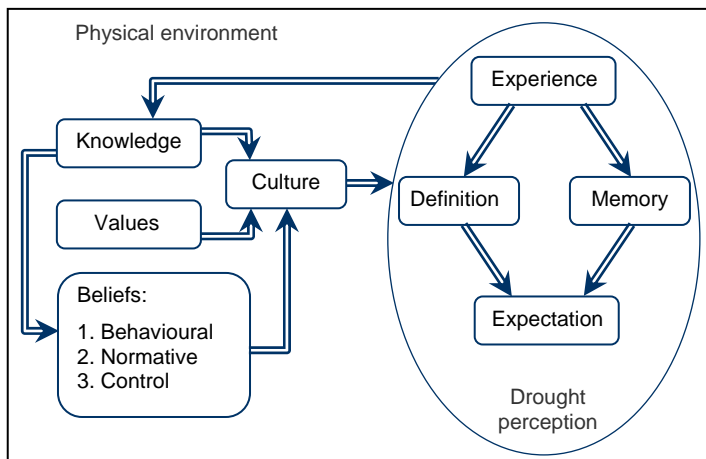 Physical environment
Experience
Knowledge
Culture
Definition
Memory
Values
Beliefs:
1. Behavioural
2. Normative
3. Control
Expectation
Drought
perception